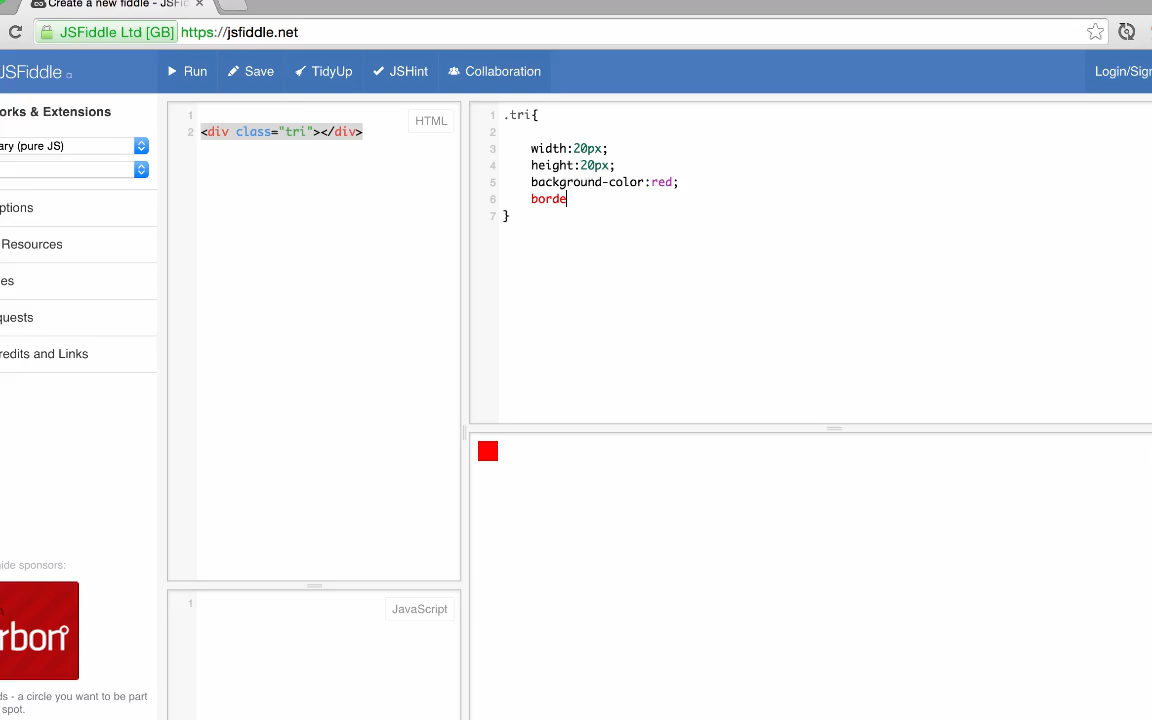 Create a new fiddle - JSFi
JSFiddle Ltd [GB] https://jsfiddle.net
JSFiddle
Run
Save
TidyUp
JSHint
Collaboration
Login/Sign
orks & Extensions
ary (pure JS)
ptions
Resources
es
quests
redits and Links
ide sponsors:
rbon
ds - a circle you want to be part
spot.
HTML
1
2 <div class="tri"></div>
1 .tri{
2
3 width:20px;
4 height:20px;
5 background-color:red;
6 borde
7 }
JavaScript
1